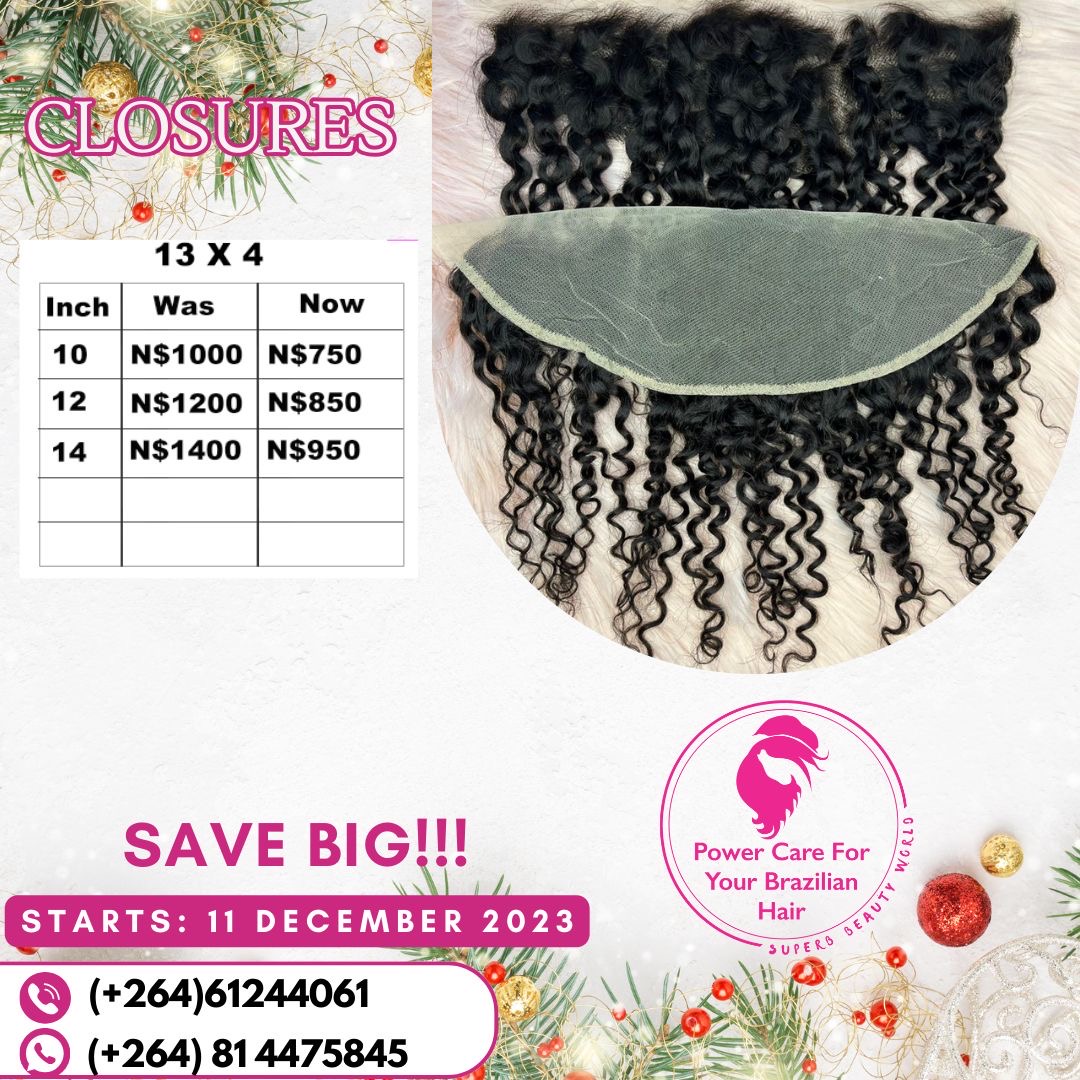 CLOSURES
13 X 4
Inch Was Now
10 N$1000 N$750
12 N$1200 N$850
14 N$1400 N$950
Power Care For
Your Brazilian
Hair
SUPERB BEAUTY WORLD
SAVE BIG!!!
STARTS: 11 DECEMBER 2023
(+264)61244061
(+264) 81 4475845